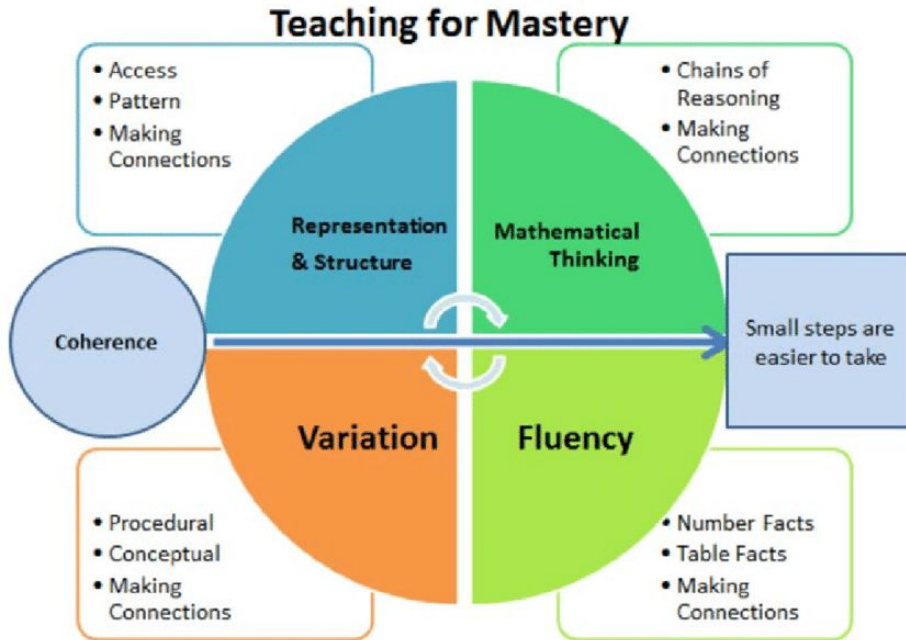 Teaching for Mastery
• Access
• Pattern
• Making
Connections
• Chains of
Reasoning
• Making
Connections
Representation
& Structure
Mathematical
Thinking
Coherence
Small steps are
easier to take
Variation
Fluency
• Procedural
• Conceptual
• Making
Connections
• Number Facts
• Table Facts
• Making
Connections